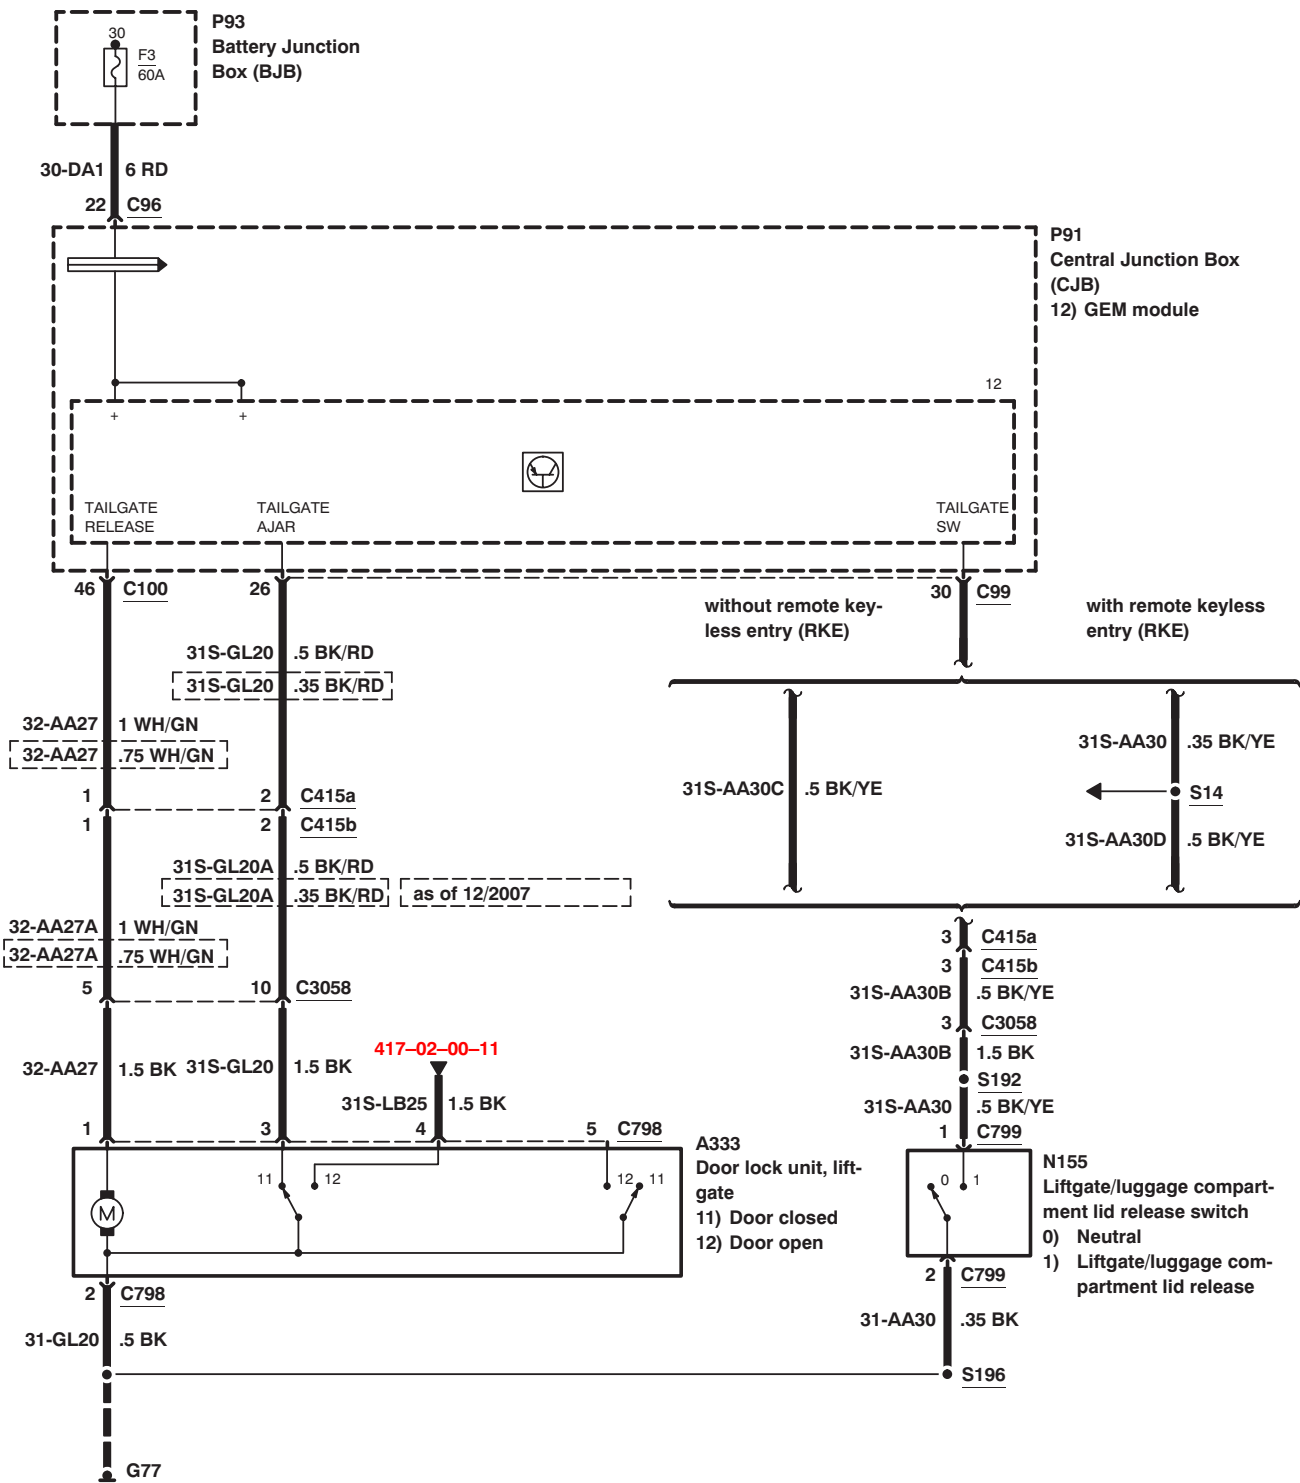 P93
Battery Junction
Box (BJB)
30
F3
60A
30-DA1 6 RD
22 C96
P91
Central Junction Box
(CJB)
12) GEM module
12
+ +
TAILGATE
RELEASE
TAILGATE
AJAR
TAILGATE
SW
46 C100
26
30 C99
without remote key-
less entry (RKE)
with remote keyless
entry (RKE)
31S-GL20 .5 BK/RD
31S-GL20 .35 BK/RD
32-AA27 1 WH/GN
32-AA27 .75 WH/GN
31S-AA30 .35 BK/YE
31S-AA30C .5 BK/YE
S14
31S-AA30D .5 BK/YE
1 2 C415a
1 2 C415b
31S-GL20A .5 BK/RD
31S-GL20A .35 BK/RD
as of 12/2007
32-AA27A 1 WH/GN
32-AA27A .75 WH/GN
5 10 C3058
3 C415a
3 C415b
31S-AA30B .5 BK/YE
3 C3058
31S-AA30B 1.5 BK
S192
31S-AA30 .5 BK/YE
1 C799
417–02–00–11
32-AA27 1.5 BK
31S-GL20 1.5 BK
31S-LB25 1.5 BK
1 3 4 5 C798
A333
Door lock unit, lift-
gate
11) Door closed
12) Door open
11 12
12 11
M
0 1
N155
Liftgate/luggage compart-
ment lid release switch
0) Neutral
1) Liftgate/luggage com-
partment lid release
2 C798
2 C799
31-GL20 .5 BK
31-AA30 .35 BK
S196
G77